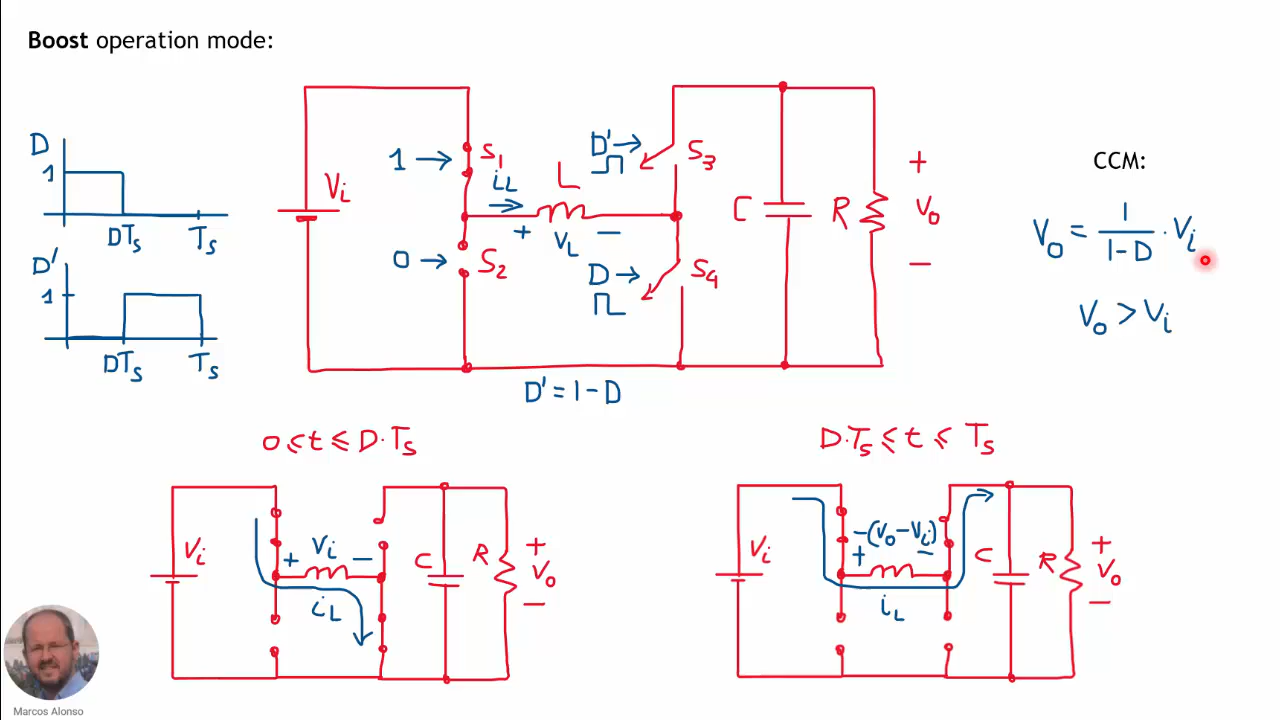 Boost operation mode:
D
1
DTs
Ts
D'
1
DTs
Ts
Vi
1 →
S1
iL
L
+ VL −
0 →
S2
D' →
S3
D →
S4
C
R
+
Vo
−
D' = 1 − D
CCM:
Vo = 1/(1-D) · Vi
Vo > Vi
0 ≤ t ≤ D·Ts
Vi
+ Vi −
iL
C
R
+
Vo
−
D·Ts ≤ t ≤ Ts
Vi
−(Vo − Vi)
+ −
iL
C
R
+
Vo
−
Marcos Alonso